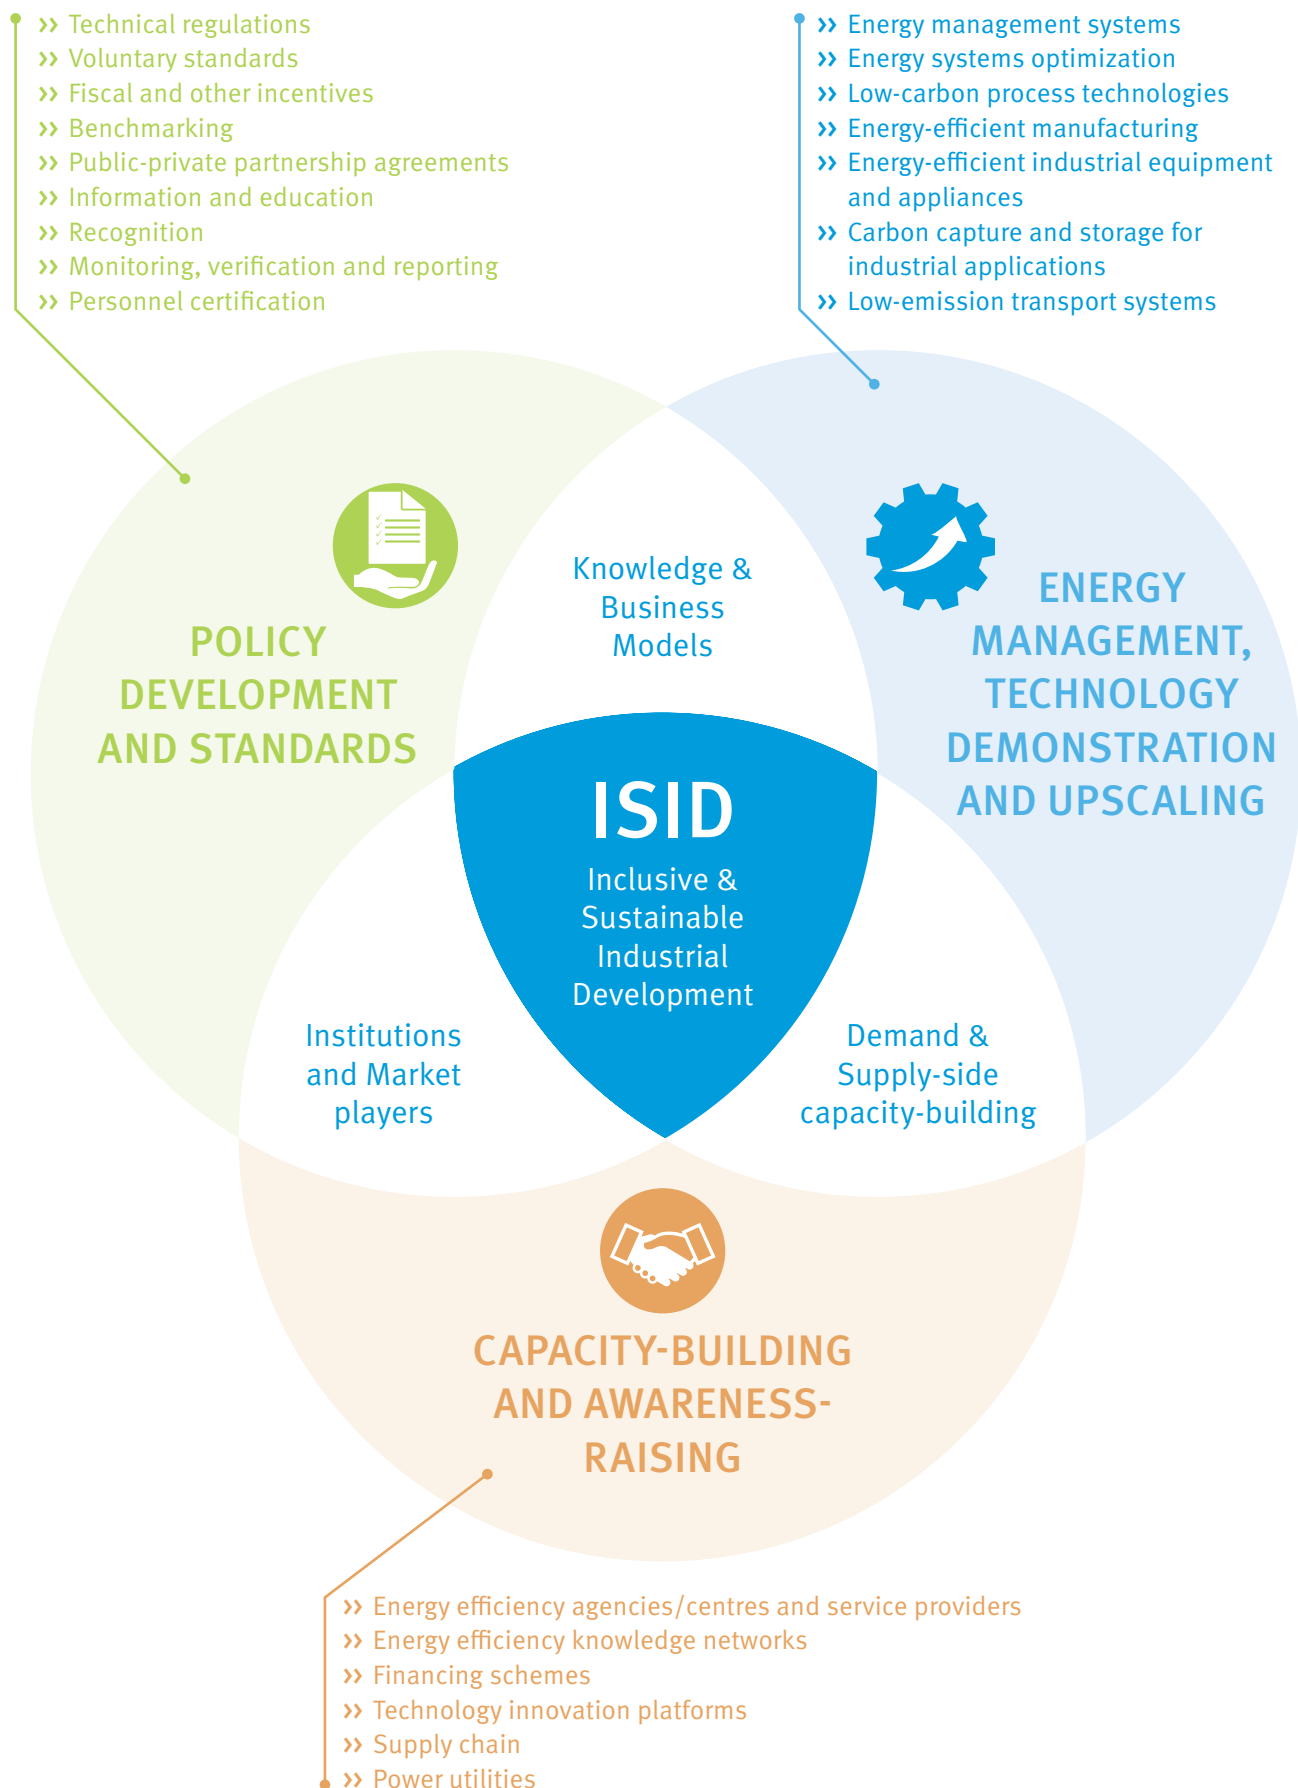 >> Technical regulations
>> Voluntary standards
>> Fiscal and other incentives
>> Benchmarking
>> Public-private partnership agreements
>> Information and education
>> Recognition
>> Monitoring, verification and reporting
>> Personnel certification
>> Energy management systems
>> Energy systems optimization
>> Low-carbon process technologies
>> Energy-efficient manufacturing
>> Energy-efficient industrial equipment
and appliances
>> Carbon capture and storage for
industrial applications
>> Low-emission transport systems
POLICY
DEVELOPMENT
AND STANDARDS
Knowledge &
Business
Models
ENERGY
MANAGEMENT,
TECHNOLOGY
DEMONSTRATION
AND UPSCALING
ISID
Inclusive &
Sustainable
Industrial
Development
Institutions
and Market
players
Demand &
Supply-side
capacity-building
CAPACITY-BUILDING
AND AWARENESS-
RAISING
>> Energy efficiency agencies/centres and service providers
>> Energy efficiency knowledge networks
>> Financing schemes
>> Technology innovation platforms
>> Supply chain
>> Power utilities